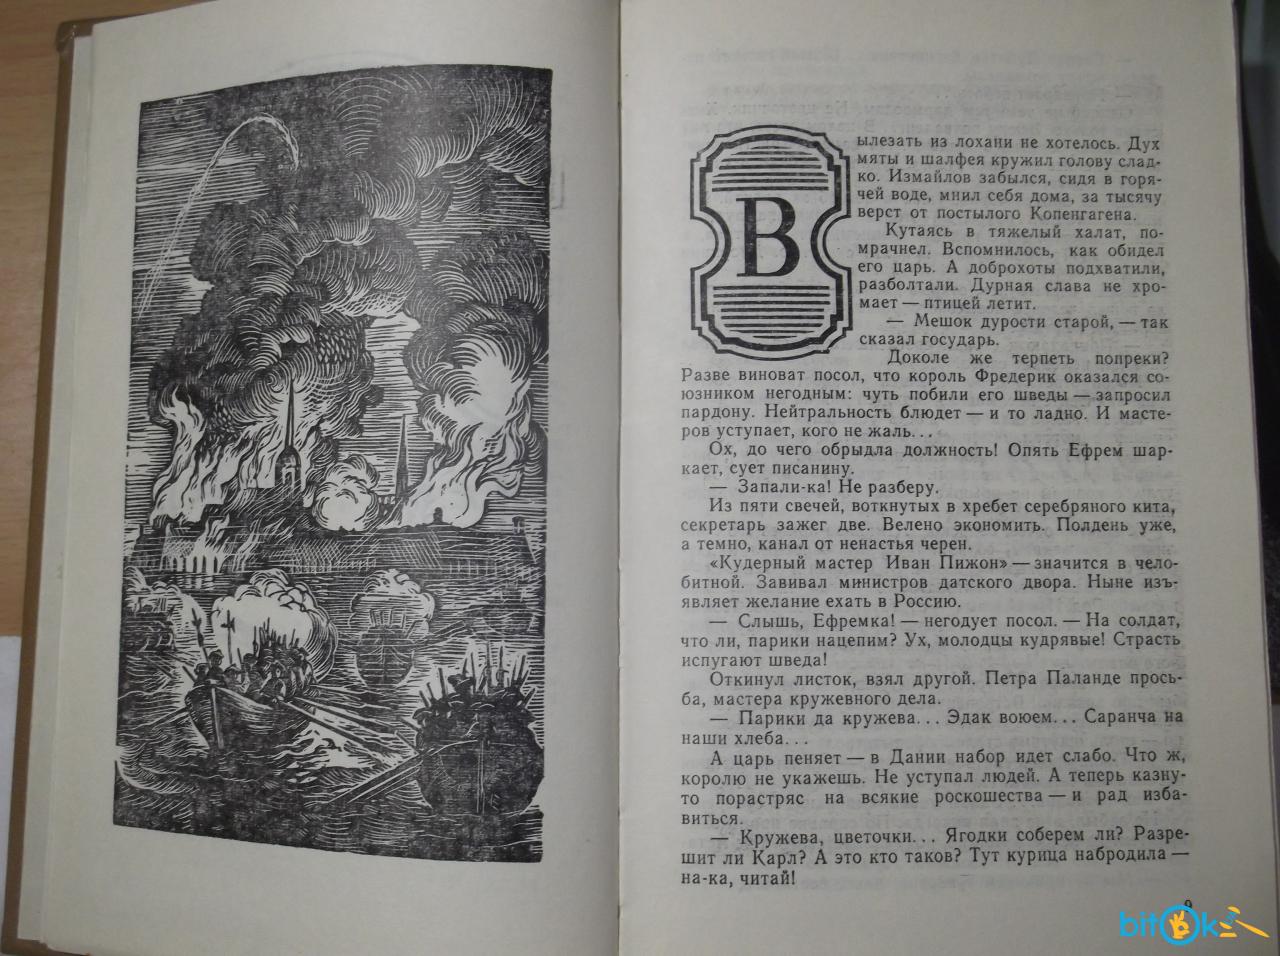 В
ылезать из лохани не хотелось. Дух
мяты и шалфея кружил голову слад-
ко. Измайлов забылся, сидя в горя-
чей воде, мнил себя дома, за тысячу
верст от постылого Копенгагена.
Кутаясь в тяжелый халат, по-
мрачнел. Вспомнилось, как обидел
его царь. А доброхоты подхватили,
разболтали. Дурная слава не хро-
мает — птицей летит.
— Мешок дурости старой, — так
сказал государь.
Доколе же терпеть попреки?
Разве виноват посол, что король Фредерик оказался со-
юзником негодным: чуть побили его шведы — запросил
пардону. Нейтральность блюдет — и то ладно. И масте-
ров уступает, кого не жаль...
Ох, до чего обрыдла должность! Опять Ефрем шар-
кает, сует писанину.
— Запали-ка! Не разберу.
Из пяти свечей, воткнутых в хребет серебряного кита,
секретарь зажег две. Велено экономить. Полдень уже,
а темно, канал от ненастья черен.
«Кудерный мастер Иван Пижон» — значится в чело-
битной. Завивал министров датского двора. Ныне изъ-
являет желание ехать в Россию.
— Слышь, Ефремка! — негодует посол. — На солдат,
что ли, парики нацепим? Ух, молодцы кудрявые! Страсть
испугают шведа!
Откинул листок, взял другой. Петра Паланде прось-
ба, мастера кружевного дела.
— Парики да кружева... Эдак воюем... Саранча на
наши хлеба...
А царь пеняет — в Дании набор идет слабо. Что ж,
королю не укажешь. Не уступал людей. А теперь казну-
то порастряс на всякие роскошества — и рад изба-
виться.
— Кружева, цветочки... Ягодки соберем ли? Разре-
шит ли Карл? А это кто таков? Тут курица набродила —
на-ка, читай!
9
bitOk